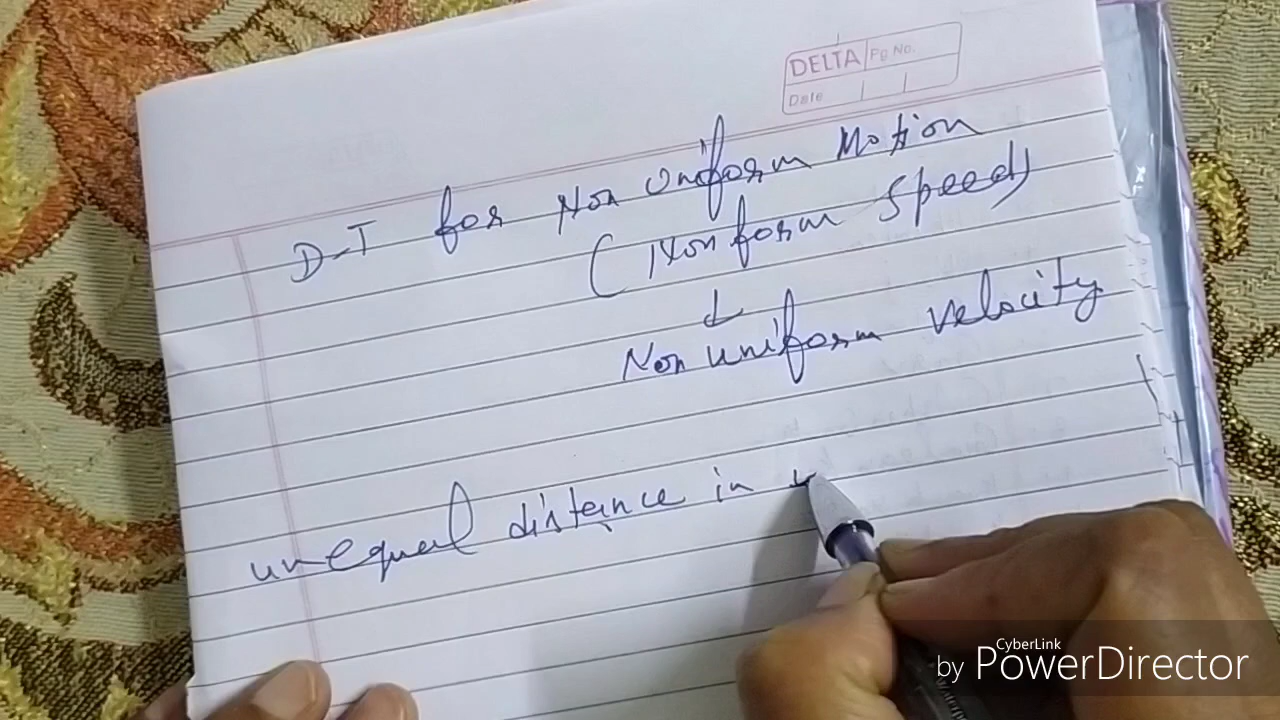 DELTA Pg No.
Date
D-T for Non Uniform Motion
( Non form speed)
↓
Non uniform velocity
unequal distance in
CyberLink
by PowerDirector